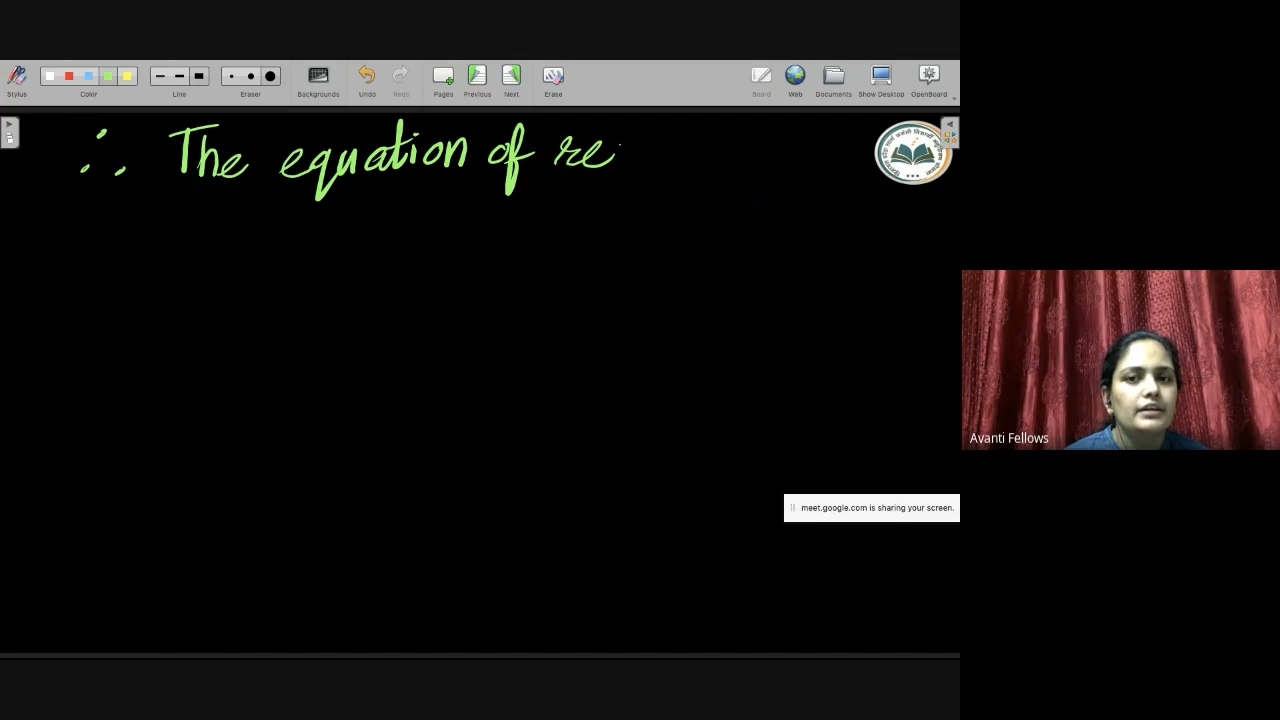 Stylus Color Line Eraser Backgrounds Undo Redo Pages Previous Next Erase Board Web Documents Show Desktop OpenBoard
∴ The equation of re
Avanti Fellows
meet.google.com is sharing your screen.